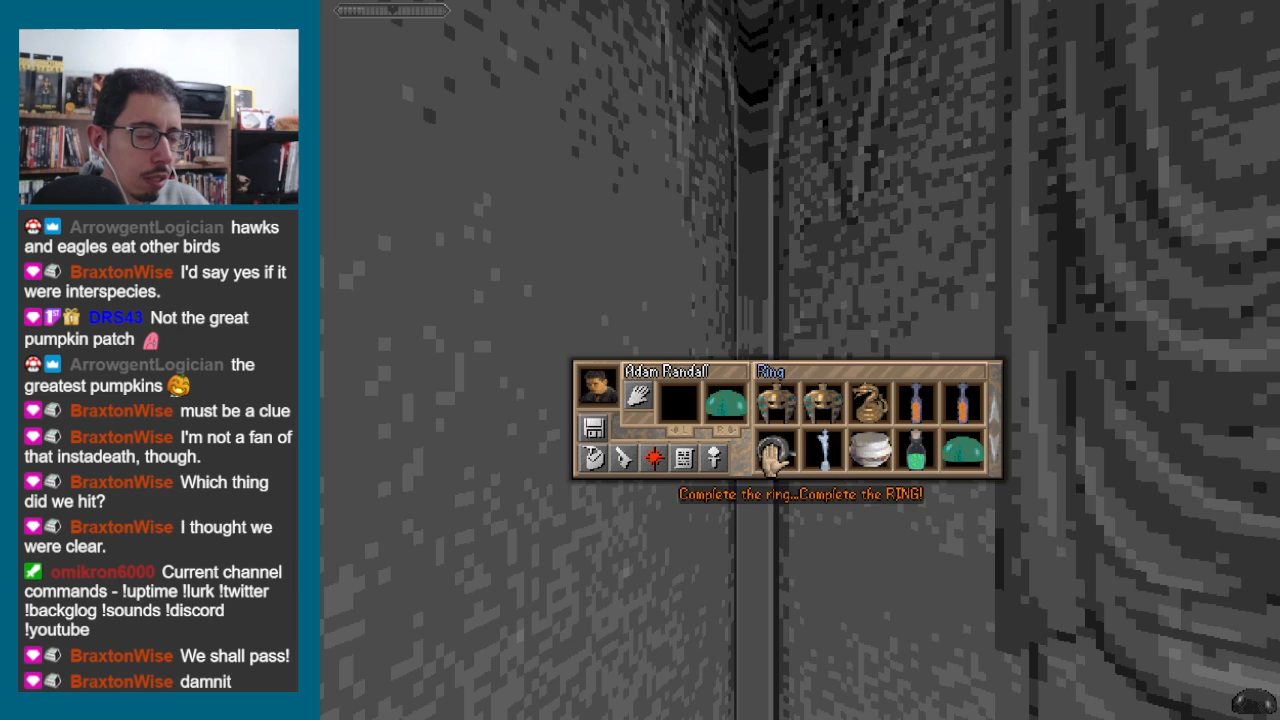 ArrowgentLogician hawks
and eagles eat other birds
BraxtonWise I'd say yes if it
were interspecies.
DRS43 Not the great
pumpkin patch
ArrowgentLogician the
greatest pumpkins
BraxtonWise must be a clue
BraxtonWise I'm not a fan of
that instadeath, though.
BraxtonWise Which thing
did we hit?
BraxtonWise I thought we
were clear.
omikron6000 Current channel
commands - !uptime !lurk !twitter
!backglog !sounds !discord
!youtube
BraxtonWise We shall pass!
BraxtonWise damnit
Adam Randall
Ring
L
R
Complete the ring...Complete the RING!